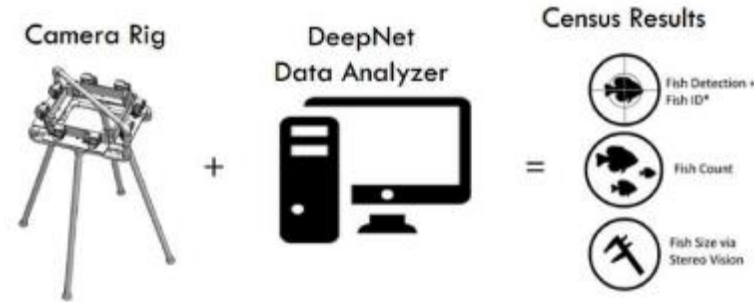 Camera Rig
+
DeepNet
Data Analyzer
=
Census Results
Fish Detection +
Fish ID*
Fish Count
Fish Size via
Stereo Vision